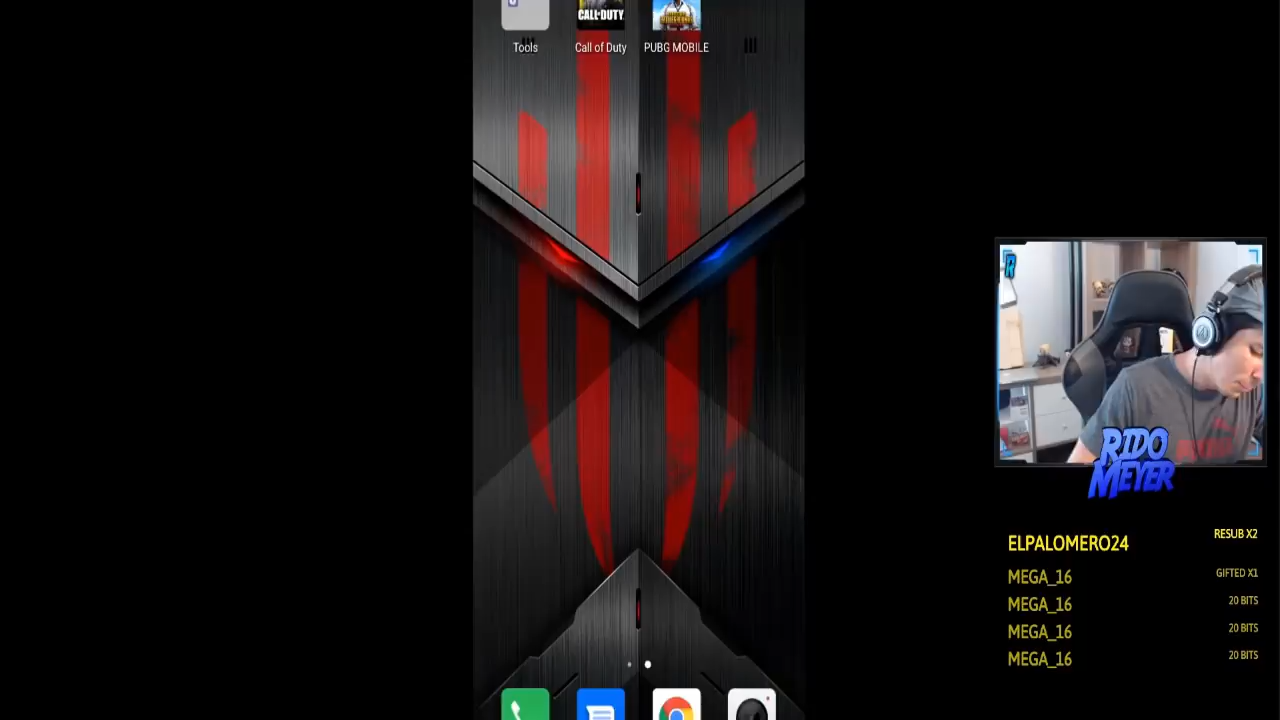 CALL·DUTY
Tools
Call of Duty
PUBG MOBILE
R
RIDO
MEYER
ELPALOMERO24 RESUB X2
MEGA_16 GIFTED X1
MEGA_16 20 BITS
MEGA_16 20 BITS
MEGA_16 20 BITS